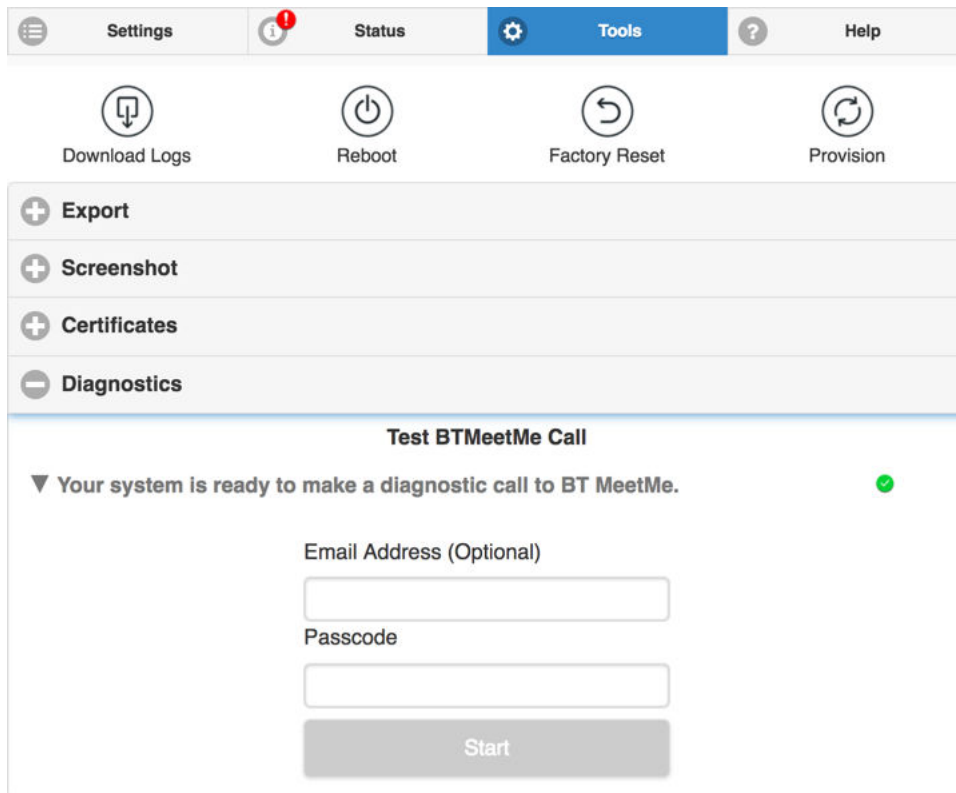 Settings
Status
Tools
Help
Download Logs
Reboot
Factory Reset
Provision
Export
Screenshot
Certificates
Diagnostics
Test BTMeetMe Call
Your system is ready to make a diagnostic call to BT MeetMe.
Email Address (Optional)
Passcode
Start